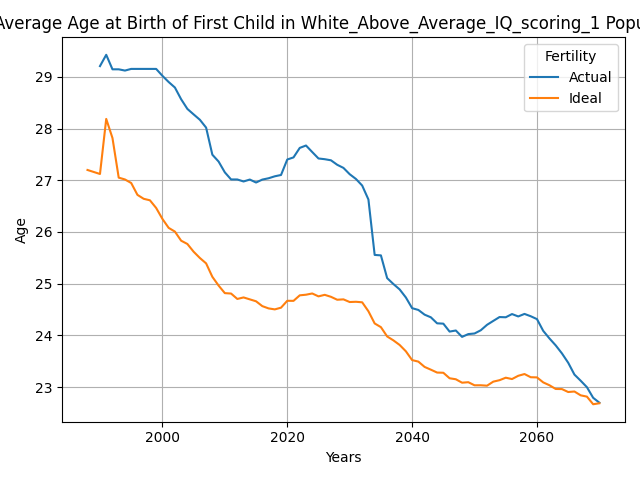 Average Age at Birth of First Child in White_Above_Average_IQ_scoring_1 Popu
Fertility
Actual
Ideal
29
28
27
26
25
24
23
Age
2000 2020 2040 2060
Years